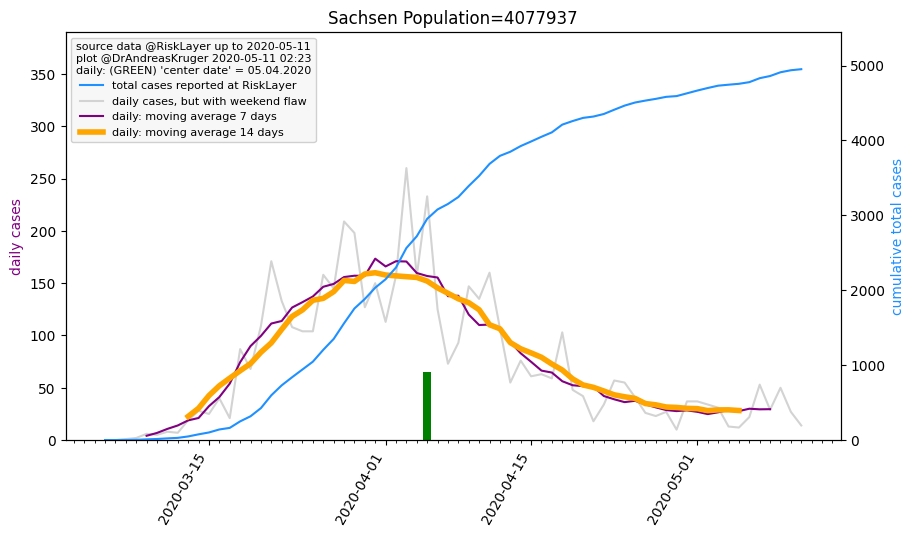 Sachsen Population=4077937
source data @RiskLayer up to 2020-05-11
plot @DrAndreasKruger 2020-05-11 02:23
daily: (GREEN) 'center date' = 05.04.2020
total cases reported at RiskLayer
daily cases, but with weekend flaw
daily: moving average 7 days
daily: moving average 14 days
daily cases
350
300
250
200
150
100
50
0
5000
4000
3000
2000
1000
0
cumulative total cases
2020-03-15
2020-04-01
2020-04-15
2020-05-01